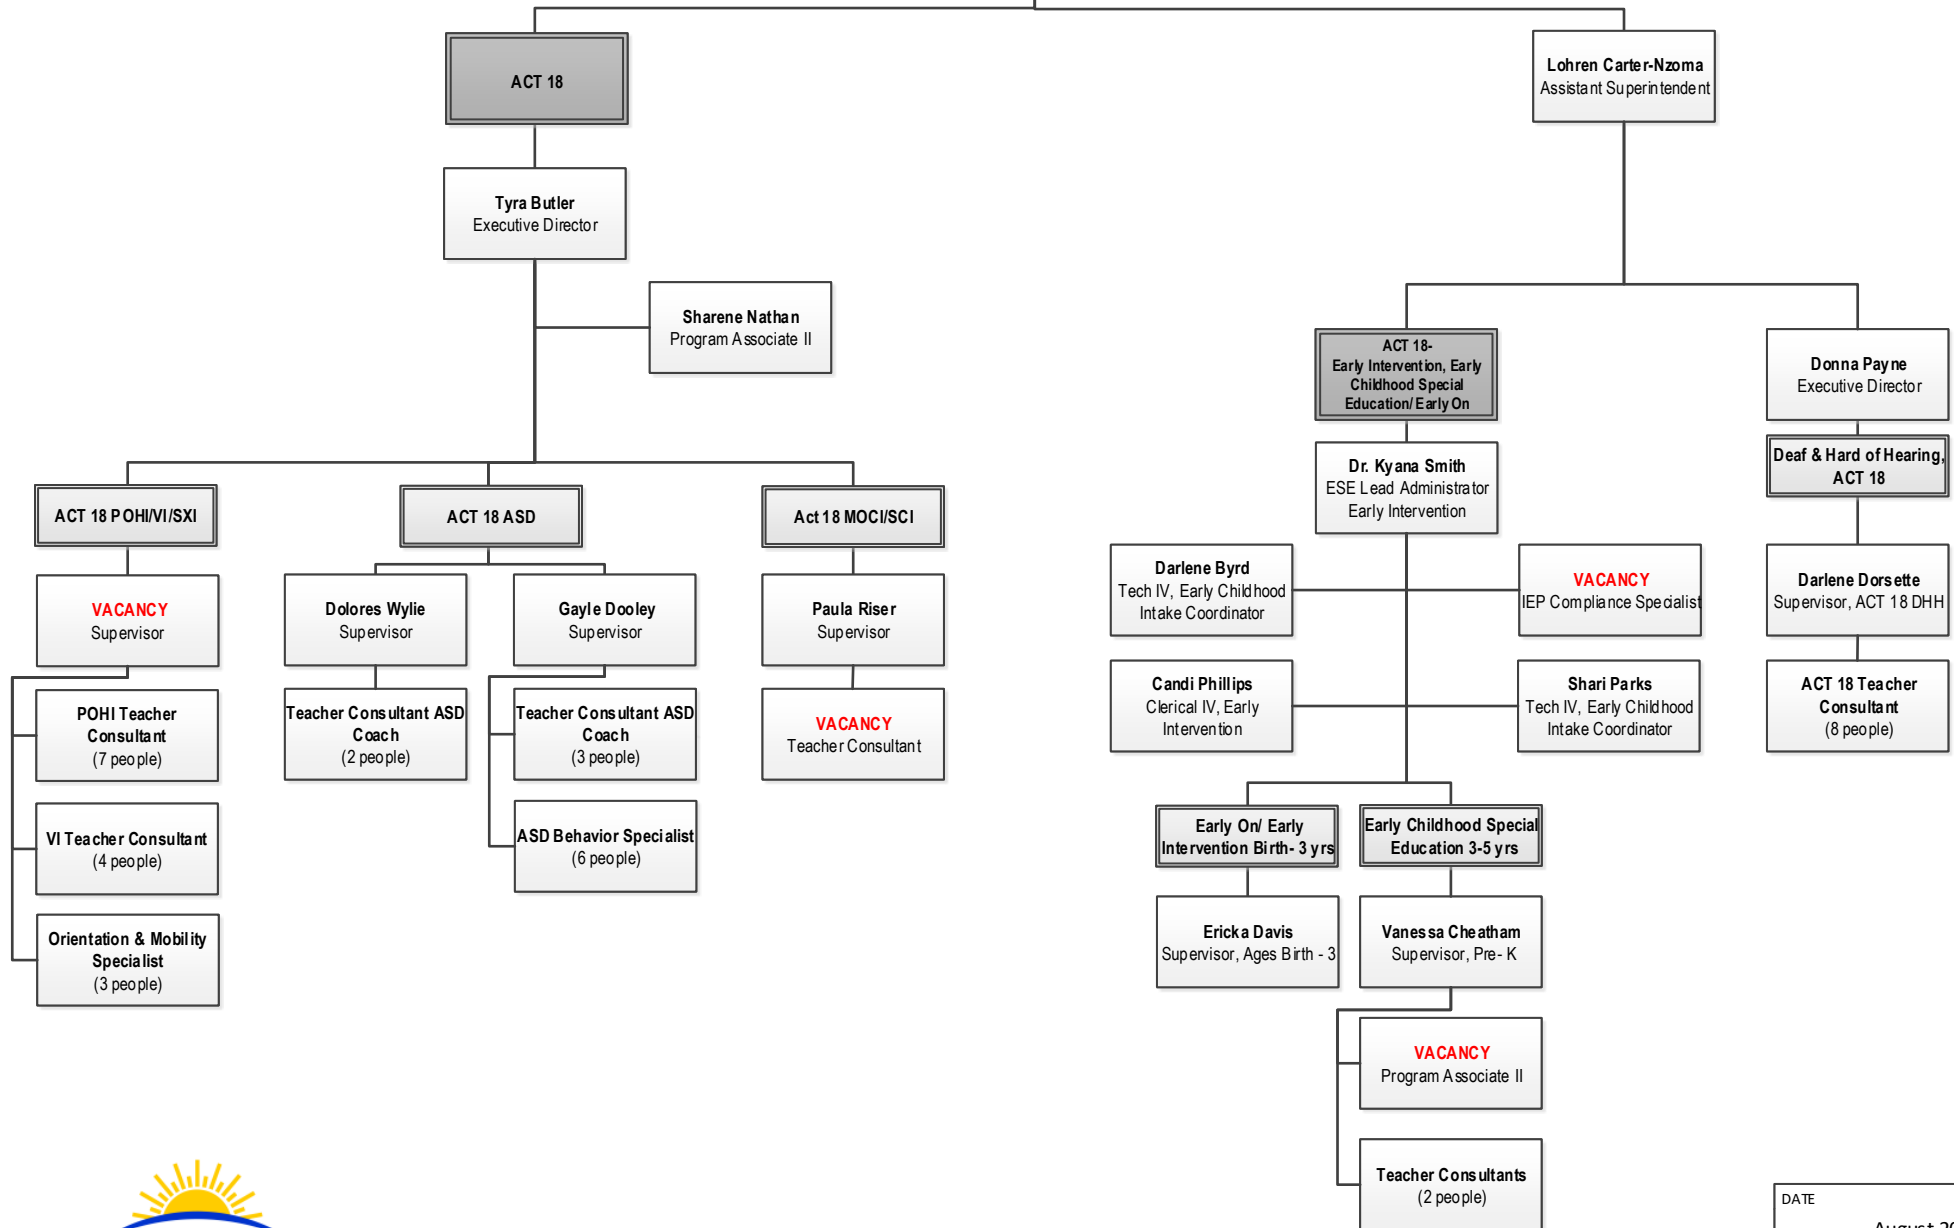 ACT 18
Lohren Carter-Nzoma
Assistant Superintendent
Tyra Butler
Executive Director
Sharene Nathan
Program Associate II
ACT 18 POHI/VI/SXI
VACANCY
Supervisor
POHI Teacher
Consultant
(7 people)
VI Teacher Consultant
(4 people)
Orientation & Mobility
Specialist
(3 people)
ACT 18 ASD
Dolores Wylie
Supervisor
Teacher Consultant ASD
Coach
(2 people)
Gayle Dooley
Supervisor
Teacher Consultant ASD
Coach
(3 people)
ASD Behavior Specialist
(6 people)
Act 18 MOCI/SCI
Paula Riser
Supervisor
VACANCY
Teacher Consultant
ACT 18-
Early Intervention, Early
Childhood Special
Education/ Early On
Dr. Kyana Smith
ESE Lead Administrator
Early Intervention
Darlene Byrd
Tech IV, Early Childhood
Intake Coordinator
VACANCY
IEP Compliance Specialist
Candi Phillips
Clerical IV, Early
Intervention
Shari Parks
Tech IV, Early Childhood
Intake Coordinator
Early On/ Early
Intervention Birth- 3 yrs
Ericka Davis
Supervisor, Ages Birth - 3
Early Childhood Special
Education 3-5 yrs
Vanessa Cheatham
Supervisor, Pre- K
VACANCY
Program Associate II
Teacher Consultants
(2 people)
Donna Payne
Executive Director
Deaf & Hard of Hearing,
ACT 18
Darlene Dorsette
Supervisor, ACT 18 DHH
ACT 18 Teacher
Consultant
(8 people)
DATE
August